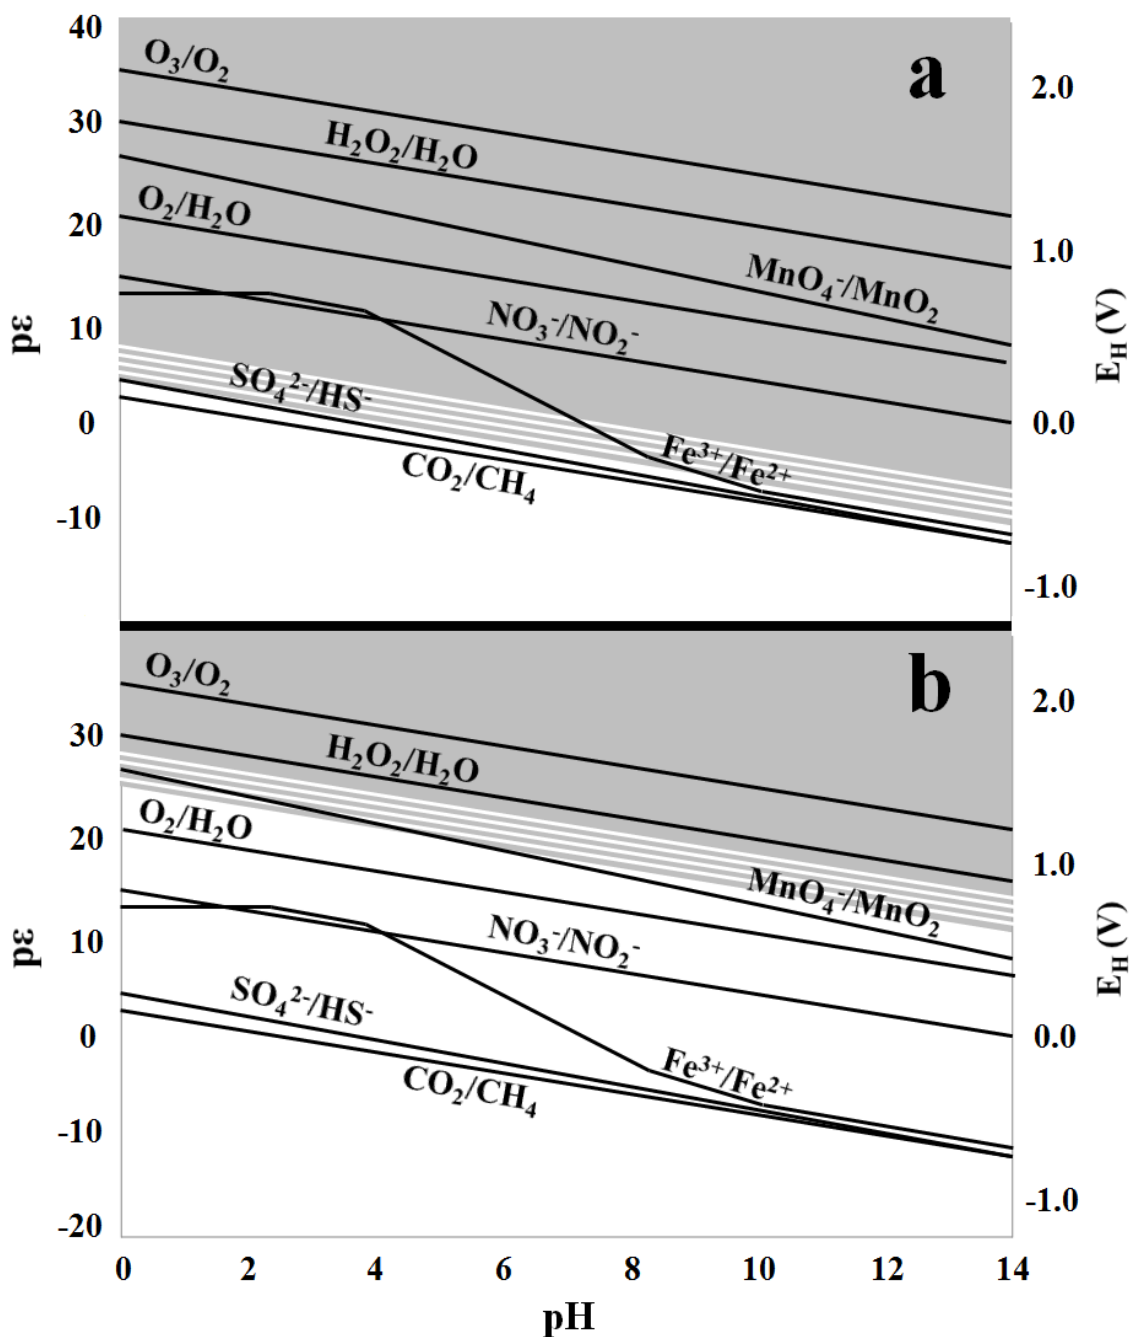 40
O₃/O₂
a
2.0
30
H₂O₂/H₂O
O₂/H₂O
20
1.0
MnO₄⁻/MnO₂
NO₃⁻/NO₂⁻
10
pε
E_H (V)
SO₄²⁻/HS⁻
0
0.0
Fe³⁺/Fe²⁺
CO₂/CH₄
-10
-1.0
O₃/O₂
b
2.0
30
H₂O₂/H₂O
O₂/H₂O
20
1.0
MnO₄⁻/MnO₂
NO₃⁻/NO₂⁻
10
pε
E_H (V)
SO₄²⁻/HS⁻
0
0.0
Fe³⁺/Fe²⁺
CO₂/CH₄
-10
-1.0
-20
0 2 4 6 8 10 12 14
pH